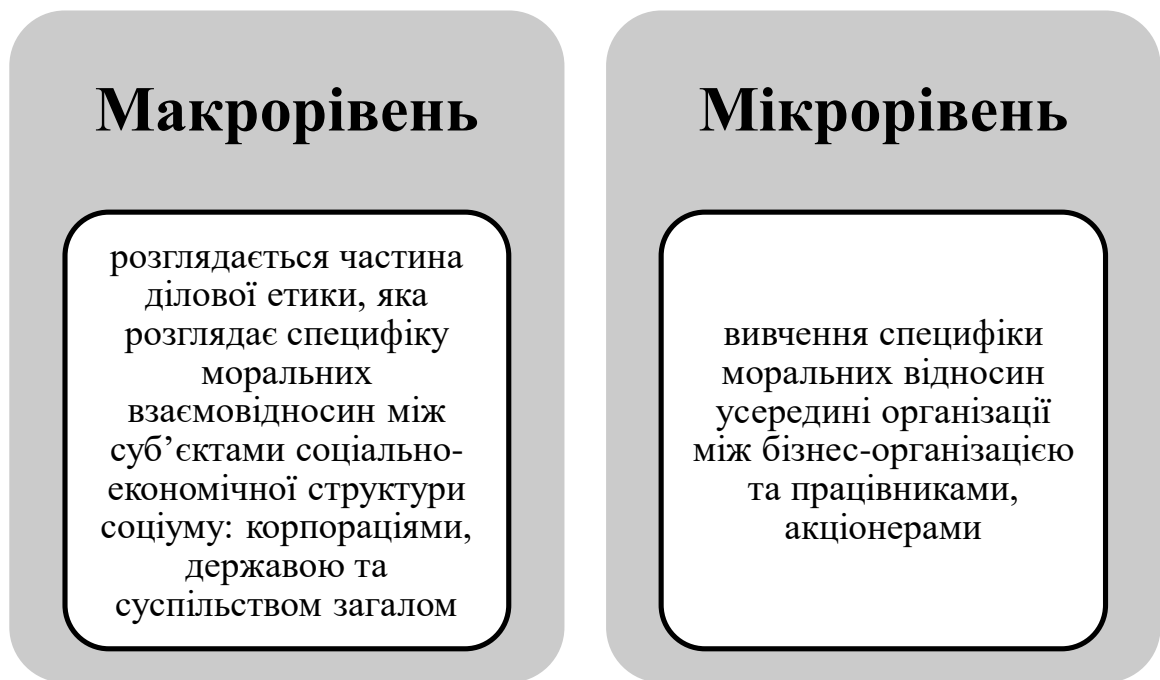 Макрорівень
розглядається частина
ділової етики, яка
розглядає специфіку
моральних
взаємовідносин між
суб’єктами соціально-
економічної структури
соціуму: корпораціями,
державою та
суспільством загалом
Мікрорівень
вивчення специфіки
моральних відносин
усередині організації
між бізнес-організацією
та працівниками,
акціонерами